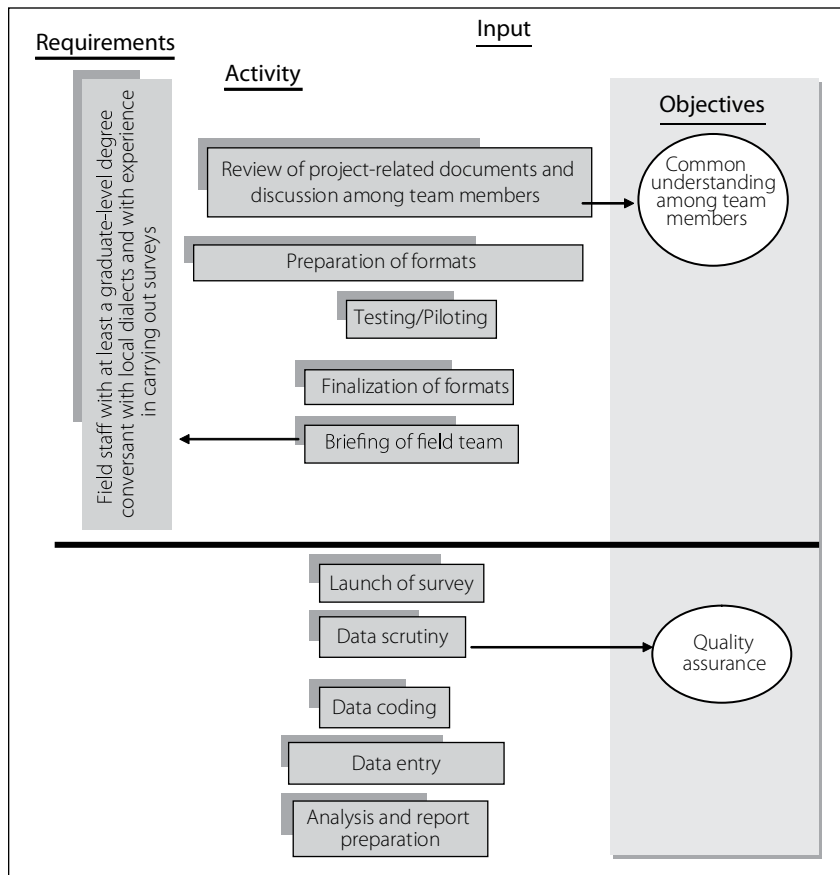 Requirements
Input
Activity
Objectives
Field staff with at least a graduate-level degree
conversant with local dialects and with experience
in carrying out surveys
Review of project-related documents and
discussion among team members
Common
understanding
among team
members
Preparation of formats
Testing/Piloting
Finalization of formats
Briefing of field team
Launch of survey
Data scrutiny
Quality
assurance
Data coding
Data entry
Analysis and report
preparation